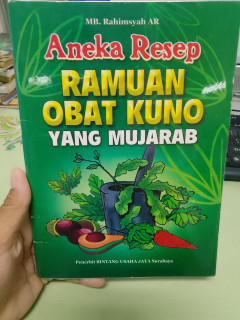 MB. Rahimsyah AR
Aneka Resep
RAMUAN
OBAT KUNO
YANG MUJARAB
Penerbit BINTANG USAHA JAYA Surabaya